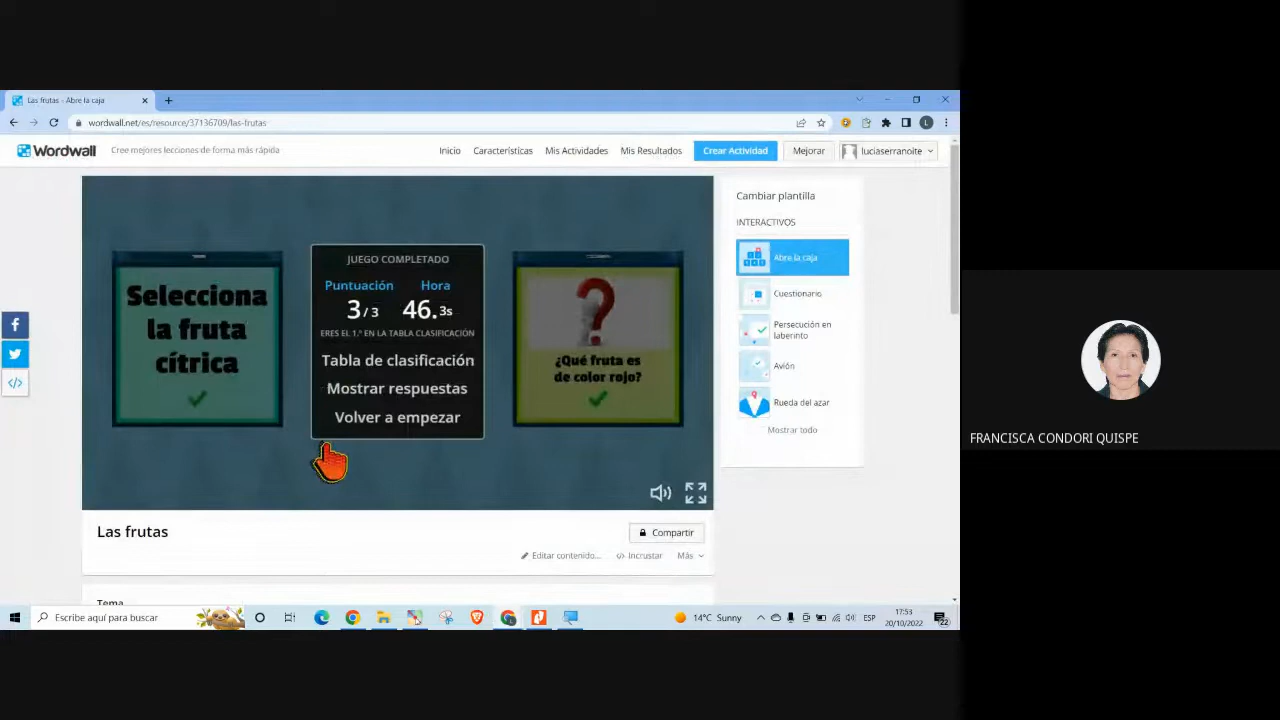 Las frutas - Abre la caja
wordwall.net/es/resource/37136709/las-frutas
L
Wordwall
Cree mejores lecciones de forma más rápida
Inicio
Características
Mis Actividades
Mis Resultados
Crear Actividad
Mejorar
luciaserranoite
Selecciona
la fruta
cítrica
JUEGO COMPLETADO
Puntuación
Hora
3/3
46.3s
ERES EL 1.º EN LA TABLA CLASIFICACIÓN
Tabla de clasificación
Mostrar respuestas
Volver a empezar
?
¿Qué fruta es
de color rojo?
Cambiar plantilla
INTERACTIVOS
Abre la caja
Cuestionario
Persecución en
laberinto
Avión
Rueda del azar
Mostrar todo
Las frutas
Compartir
Editar contenido...
Incrustar
Más
Tema
Escribe aquí para buscar
14°C Sunny
ESP
17:53
20/10/2022
22
FRANCISCA CONDORI QUISPE